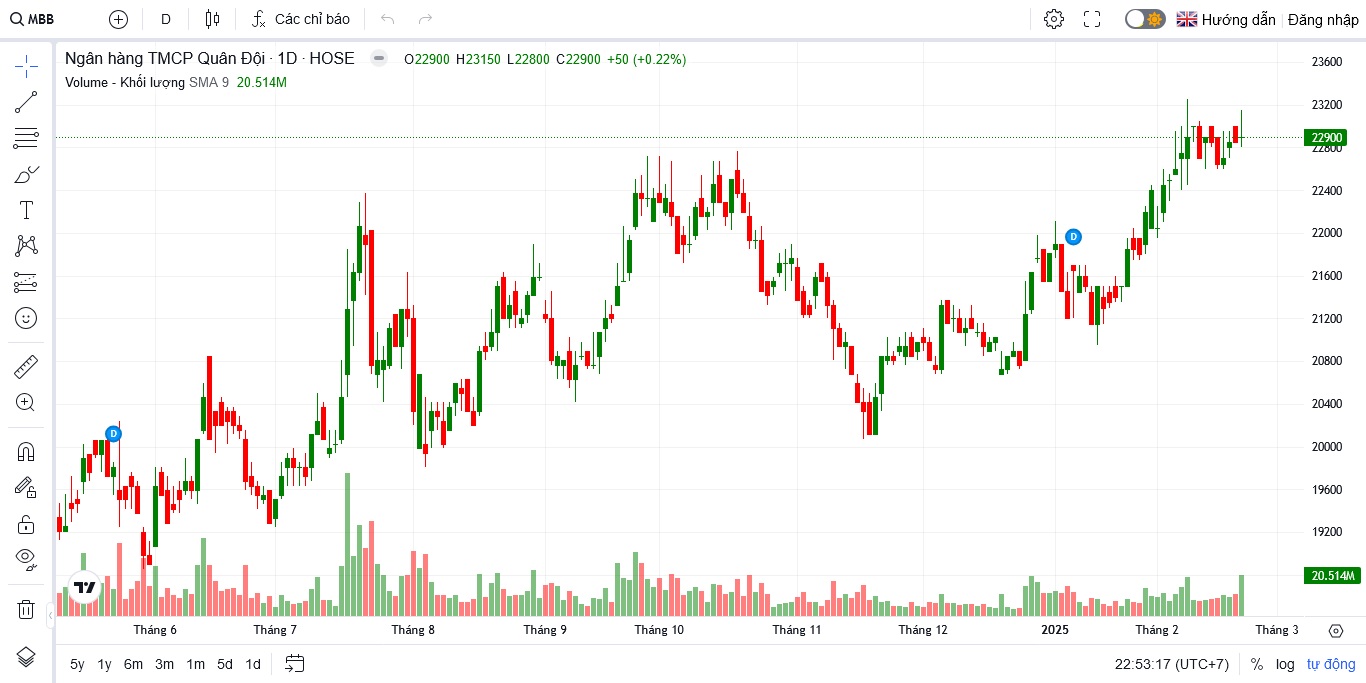 MBB D Các chỉ báo Hướng dẫn Đăng nhập
Ngân hàng TMCP Quân Đội · 1D · HOSE O22900 H23150 L22800 C22900 +50 (+0.22%)
Volume - Khối lượng SMA 9 20.514M
23600
23200
22900
22800
22400
22000
21600
21200
20800
20400
20000
19600
19200
20.514M
D
D
Tháng 6 Tháng 7 Tháng 8 Tháng 9 Tháng 10 Tháng 11 Tháng 12 2025 Tháng 2 Tháng 3
5y 1y 6m 3m 1m 5d 1d 22:53:17 (UTC+7) % log tự động